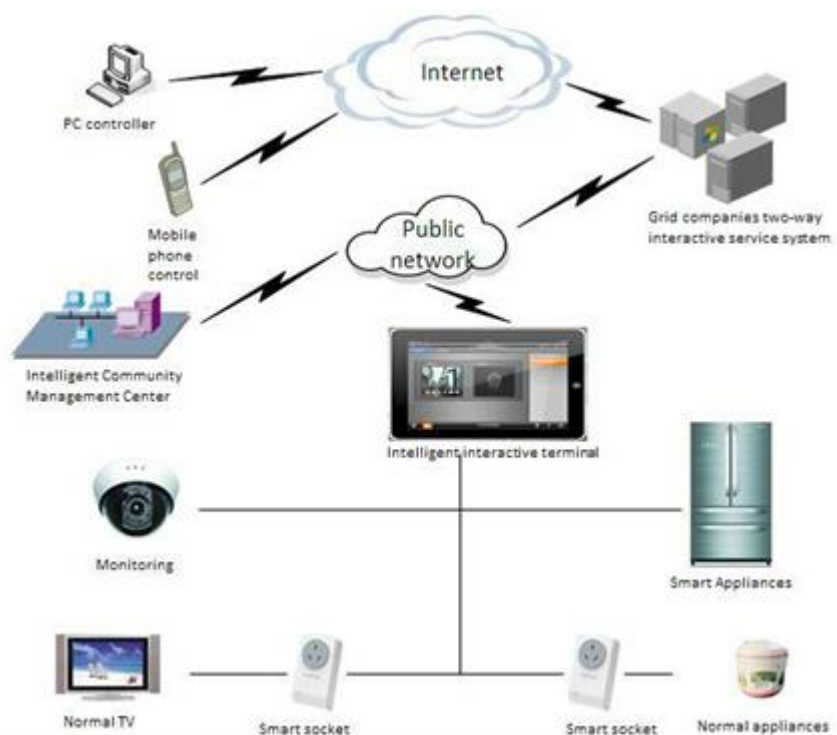 Internet
PC controller
Mobile
phone
control
Grid companies two-way
interactive service system
Public
network
Intelligent Community
Management Center
Intelligent interactive terminal
Monitoring
Smart Appliances
Normal TV
Smart socket
Smart socket
Normal appliances